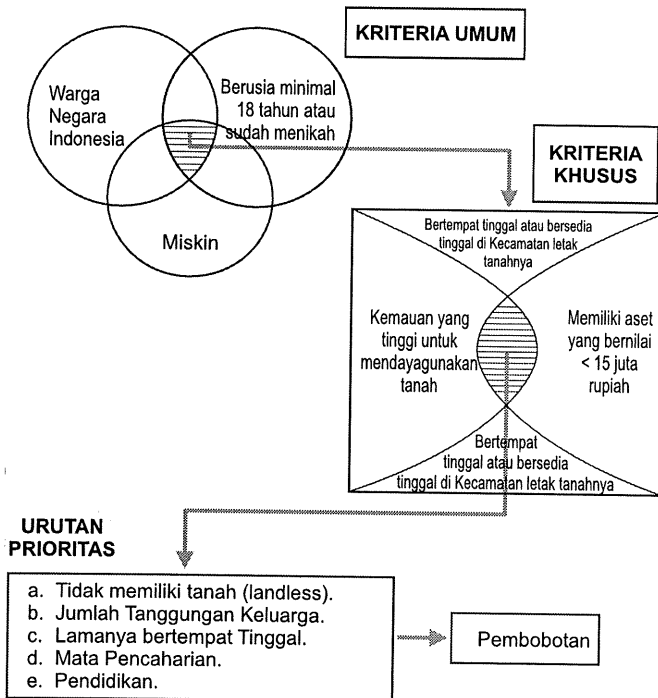 KRITERIA UMUM
Warga
Negara
Indonesia
Berusia minimal
18 tahun atau
sudah menikah
Miskin
KRITERIA
KHUSUS
Bertempat tinggal atau bersedia
tinggal di Kecamatan letak
tanahnya
Kemauan yang
tinggi untuk
mendayagunakan
tanah
Memiliki aset
yang bernilai
< 15 juta
rupiah
Bertempat
tinggal atau bersedia
tinggal di Kecamatan letak tanahnya
URUTAN
PRIORITAS
a. Tidak memiliki tanah (landless).
b. Jumlah Tanggungan Keluarga.
c. Lamanya bertempat Tinggal.
d. Mata Pencaharian.
e. Pendidikan.
Pembobotan